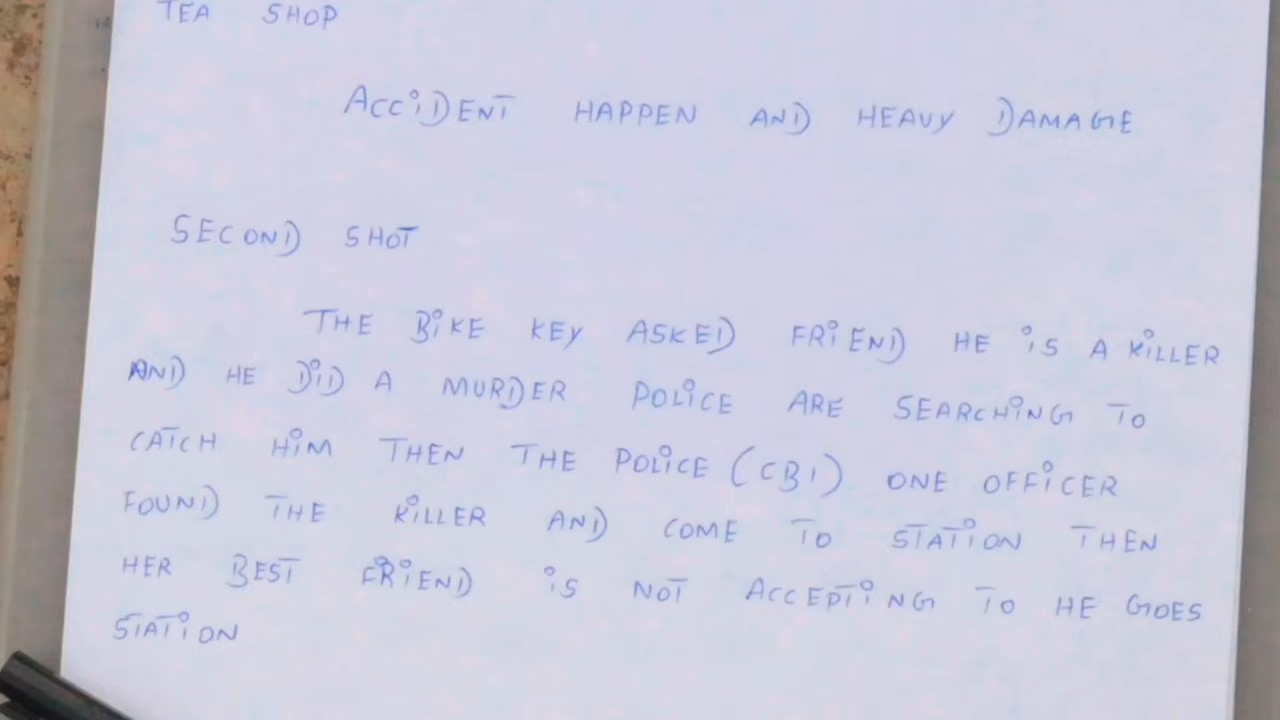 TEA SHOP
ACCiDENT HAPPEN AND HEAVY DAMAGE
SECOND SHOT
THE BiKE KEY ASKED FRiEND HE iS A KiLLER
AND HE DiD A MURDER POLiCE ARE SEARCHiNG TO
CATCH HiM THEN THE POLiCE (CBI) ONE OFFiCER
FOUND THE KiLLER AND COME TO STATiON THEN
HER BEST FRiEND iS NOT ACCEPTiNG TO HE GOES
STATiON